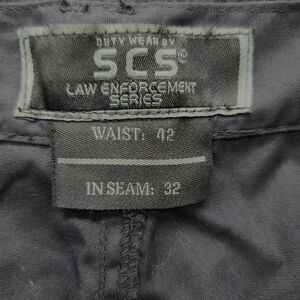 DUTY WEAR BY
SCS®
LAW ENFORCEMENT
SERIES
WAIST: 42
IN SEAM: 32